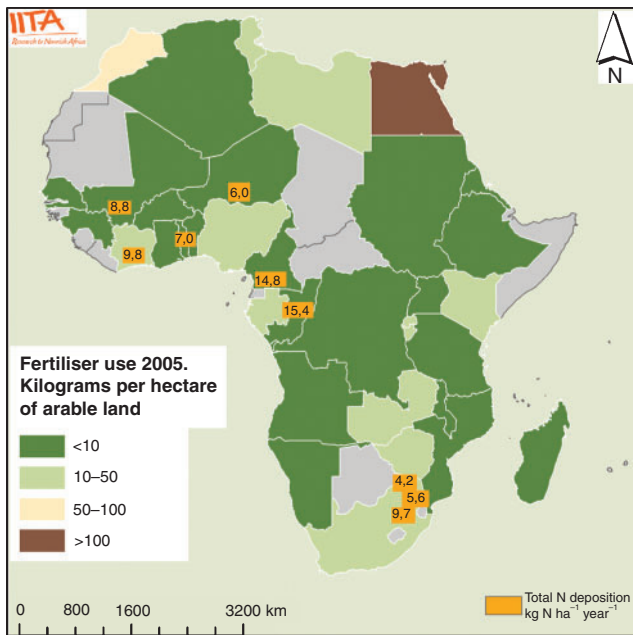 IITA
Research to Nourish Africa
N
6,0
8,8
7,0
9,8
14,8
15,4
4,2
5,6
9,7
Fertiliser use 2005.
Kilograms per hectare
of arable land
<10
10–50
50–100
>100
0 800 1600 3200 km
Total N deposition
kg N ha⁻¹ year⁻¹